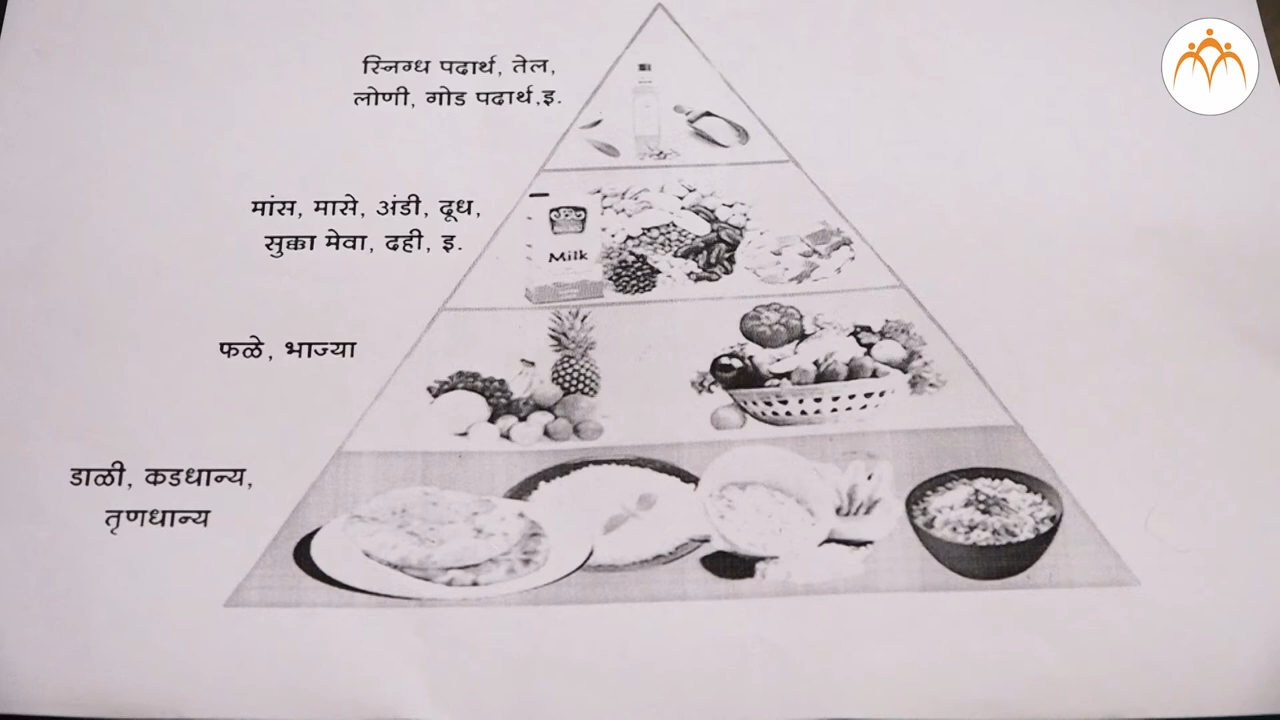 स्निग्ध पदार्थ, तेल,
लोणी, गोड पदार्थ,इ.
मांस, मासे, अंडी, दूध,
सुक्का मेवा, दही, इ.
Milk
फळे, भाज्या
डाळी, कडधान्य,
तृणधान्य